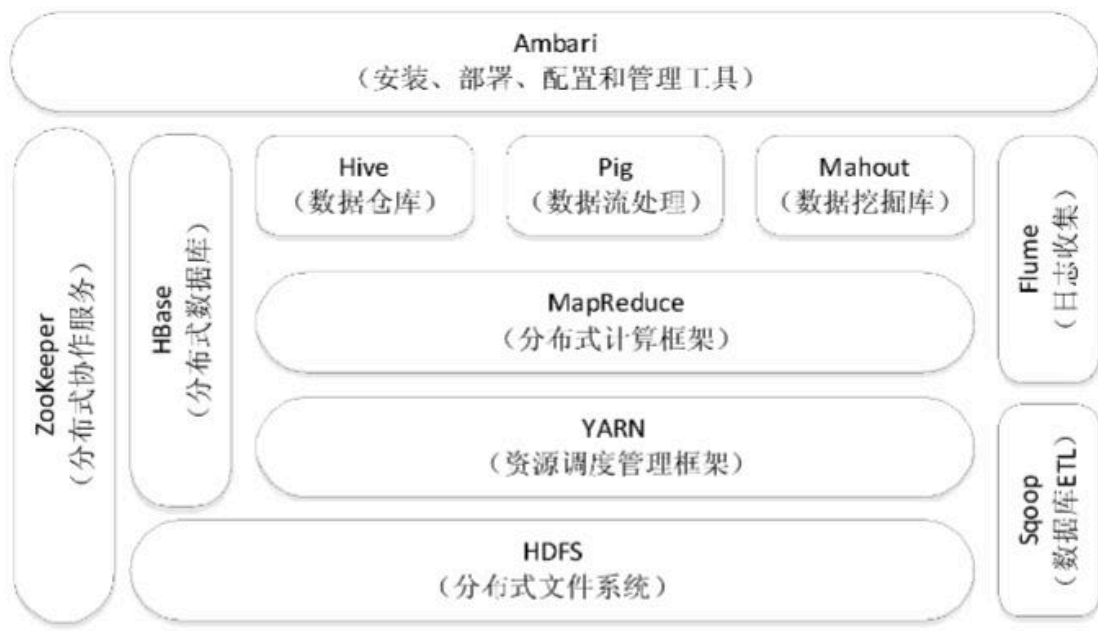 Ambari
（安装、部署、配置和管理工具）
ZooKeeper
（分布式协作服务）
HBase
（分布式数据库）
Hive
（数据仓库）
Pig
（数据流处理）
Mahout
（数据挖掘库）
Flume
（日志收集）
MapReduce
（分布式计算框架）
YARN
（资源调度管理框架）
Sqoop
（数据库ETL）
HDFS
（分布式文件系统）